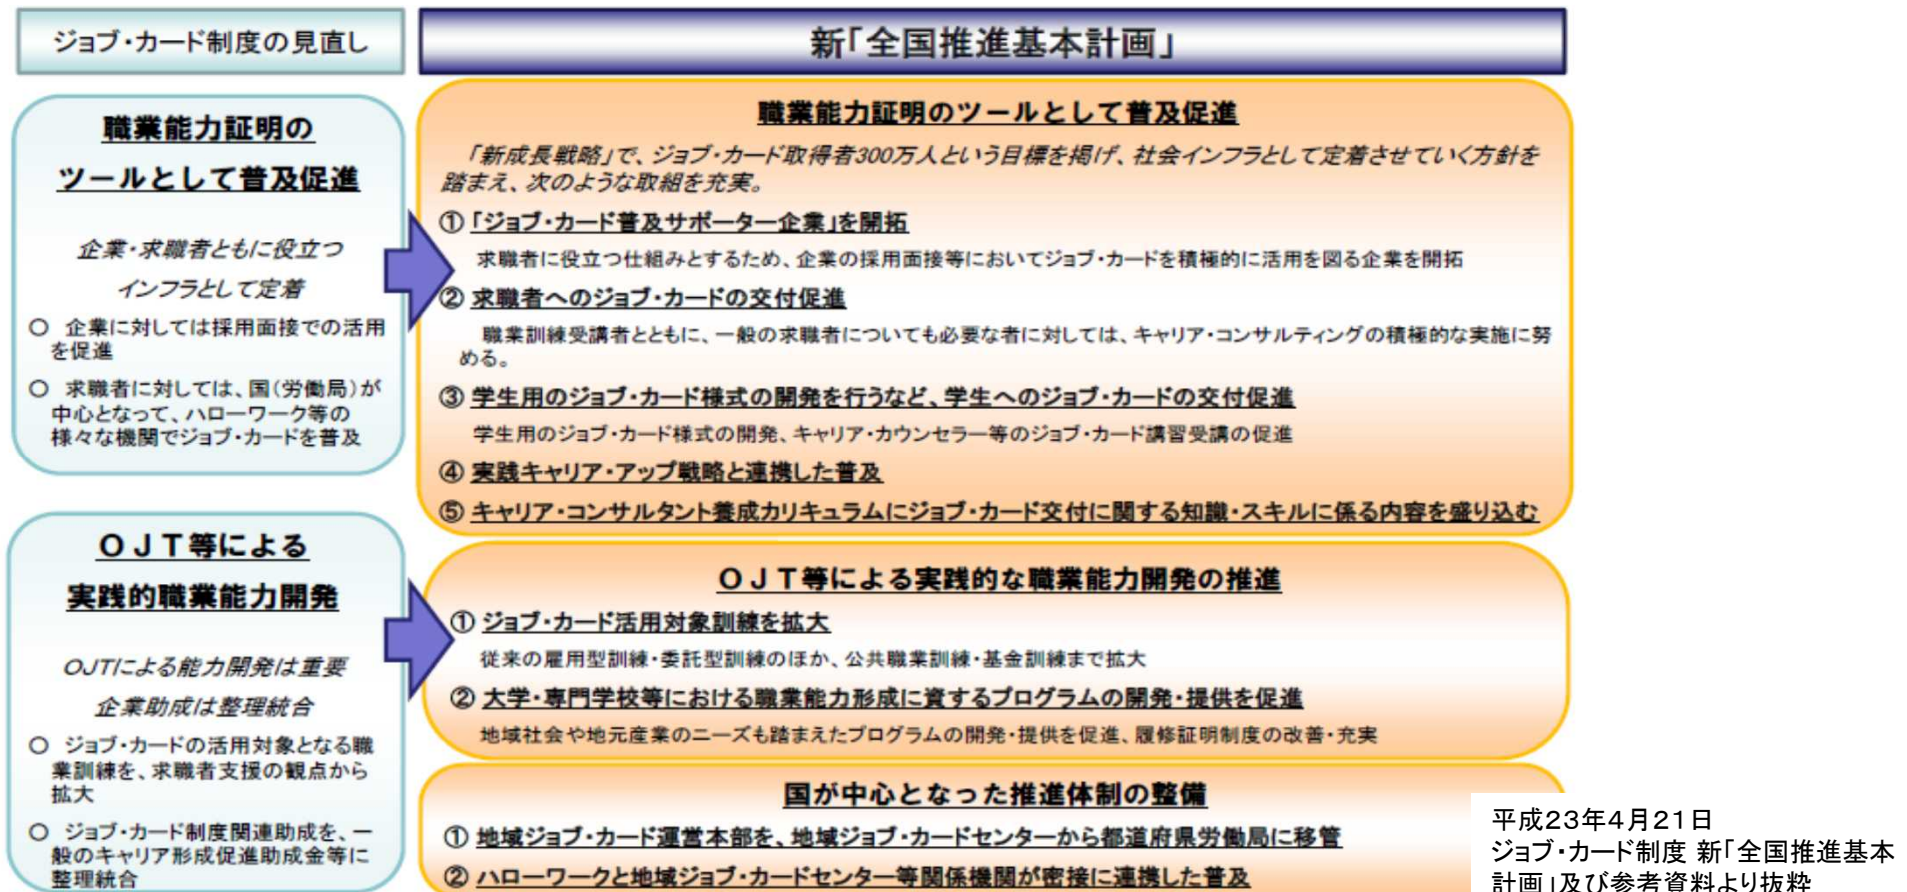 ジョブ・カード制度の見直し
新「全国推進基本計画」
職業能力証明の
ツールとして普及促進
企業・求職者ともに役立つ
インフラとして定着
○ 企業に対しては採用面接での活用
を促進
○ 求職者に対しては、国(労働局)が
中心となって、ハローワーク等の
様々な機関でジョブ・カードを普及
職業能力証明のツールとして普及促進
「新成長戦略」で、ジョブ・カード取得者300万人という目標を掲げ、社会インフラとして定着させていく方針を
踏まえ、次のような取組を充実。
① 「ジョブ・カード普及サポーター企業」を開拓
求職者に役立つ仕組みとするため、企業の採用面接等においてジョブ・カードを積極的に活用を図る企業を開拓
② 求職者へのジョブ・カードの交付促進
職業訓練受講者とともに、一般の求職者についても必要な者に対しては、キャリア・コンサルティングの積極的な実施に努
める。
③ 学生用のジョブ・カード様式の開発を行うなど、学生へのジョブ・カードの交付促進
学生用のジョブ・カード様式の開発、キャリア・カウンセラー等のジョブ・カード講習受講の促進
④ 実践キャリア・アップ戦略と連携した普及
⑤ キャリア・コンサルタント養成カリキュラムにジョブ・カード交付に関する知識・スキルに係る内容を盛り込む
OJT等による
実践的職業能力開発
OJTによる能力開発は重要
企業助成は整理統合
○ ジョブ・カードの活用対象となる職
業訓練を、求職者支援の観点から
拡大
○ ジョブ・カード制度関連助成を、一
般のキャリア形成促進助成金等に
整理統合
OJT等による実践的な職業能力開発の推進
① ジョブ・カード活用対象訓練を拡大
従来の雇用型訓練・委託型訓練のほか、公共職業訓練・基金訓練まで拡大
② 大学・専門学校等における職業能力形成に資するプログラムの開発・提供を促進
地域社会や地元産業のニーズも踏まえたプログラムの開発・提供を促進、履修証明制度の改善・充実
国が中心となった推進体制の整備
① 地域ジョブ・カード運営本部を、地域ジョブ・カードセンターから都道府県労働局に移管
② ハローワークと地域ジョブ・カードセンター等関係機関が密接に連携した普及
平成23年4月21日
ジョブ・カード制度 新「全国推進基本
計画」及び参考資料より抜粋